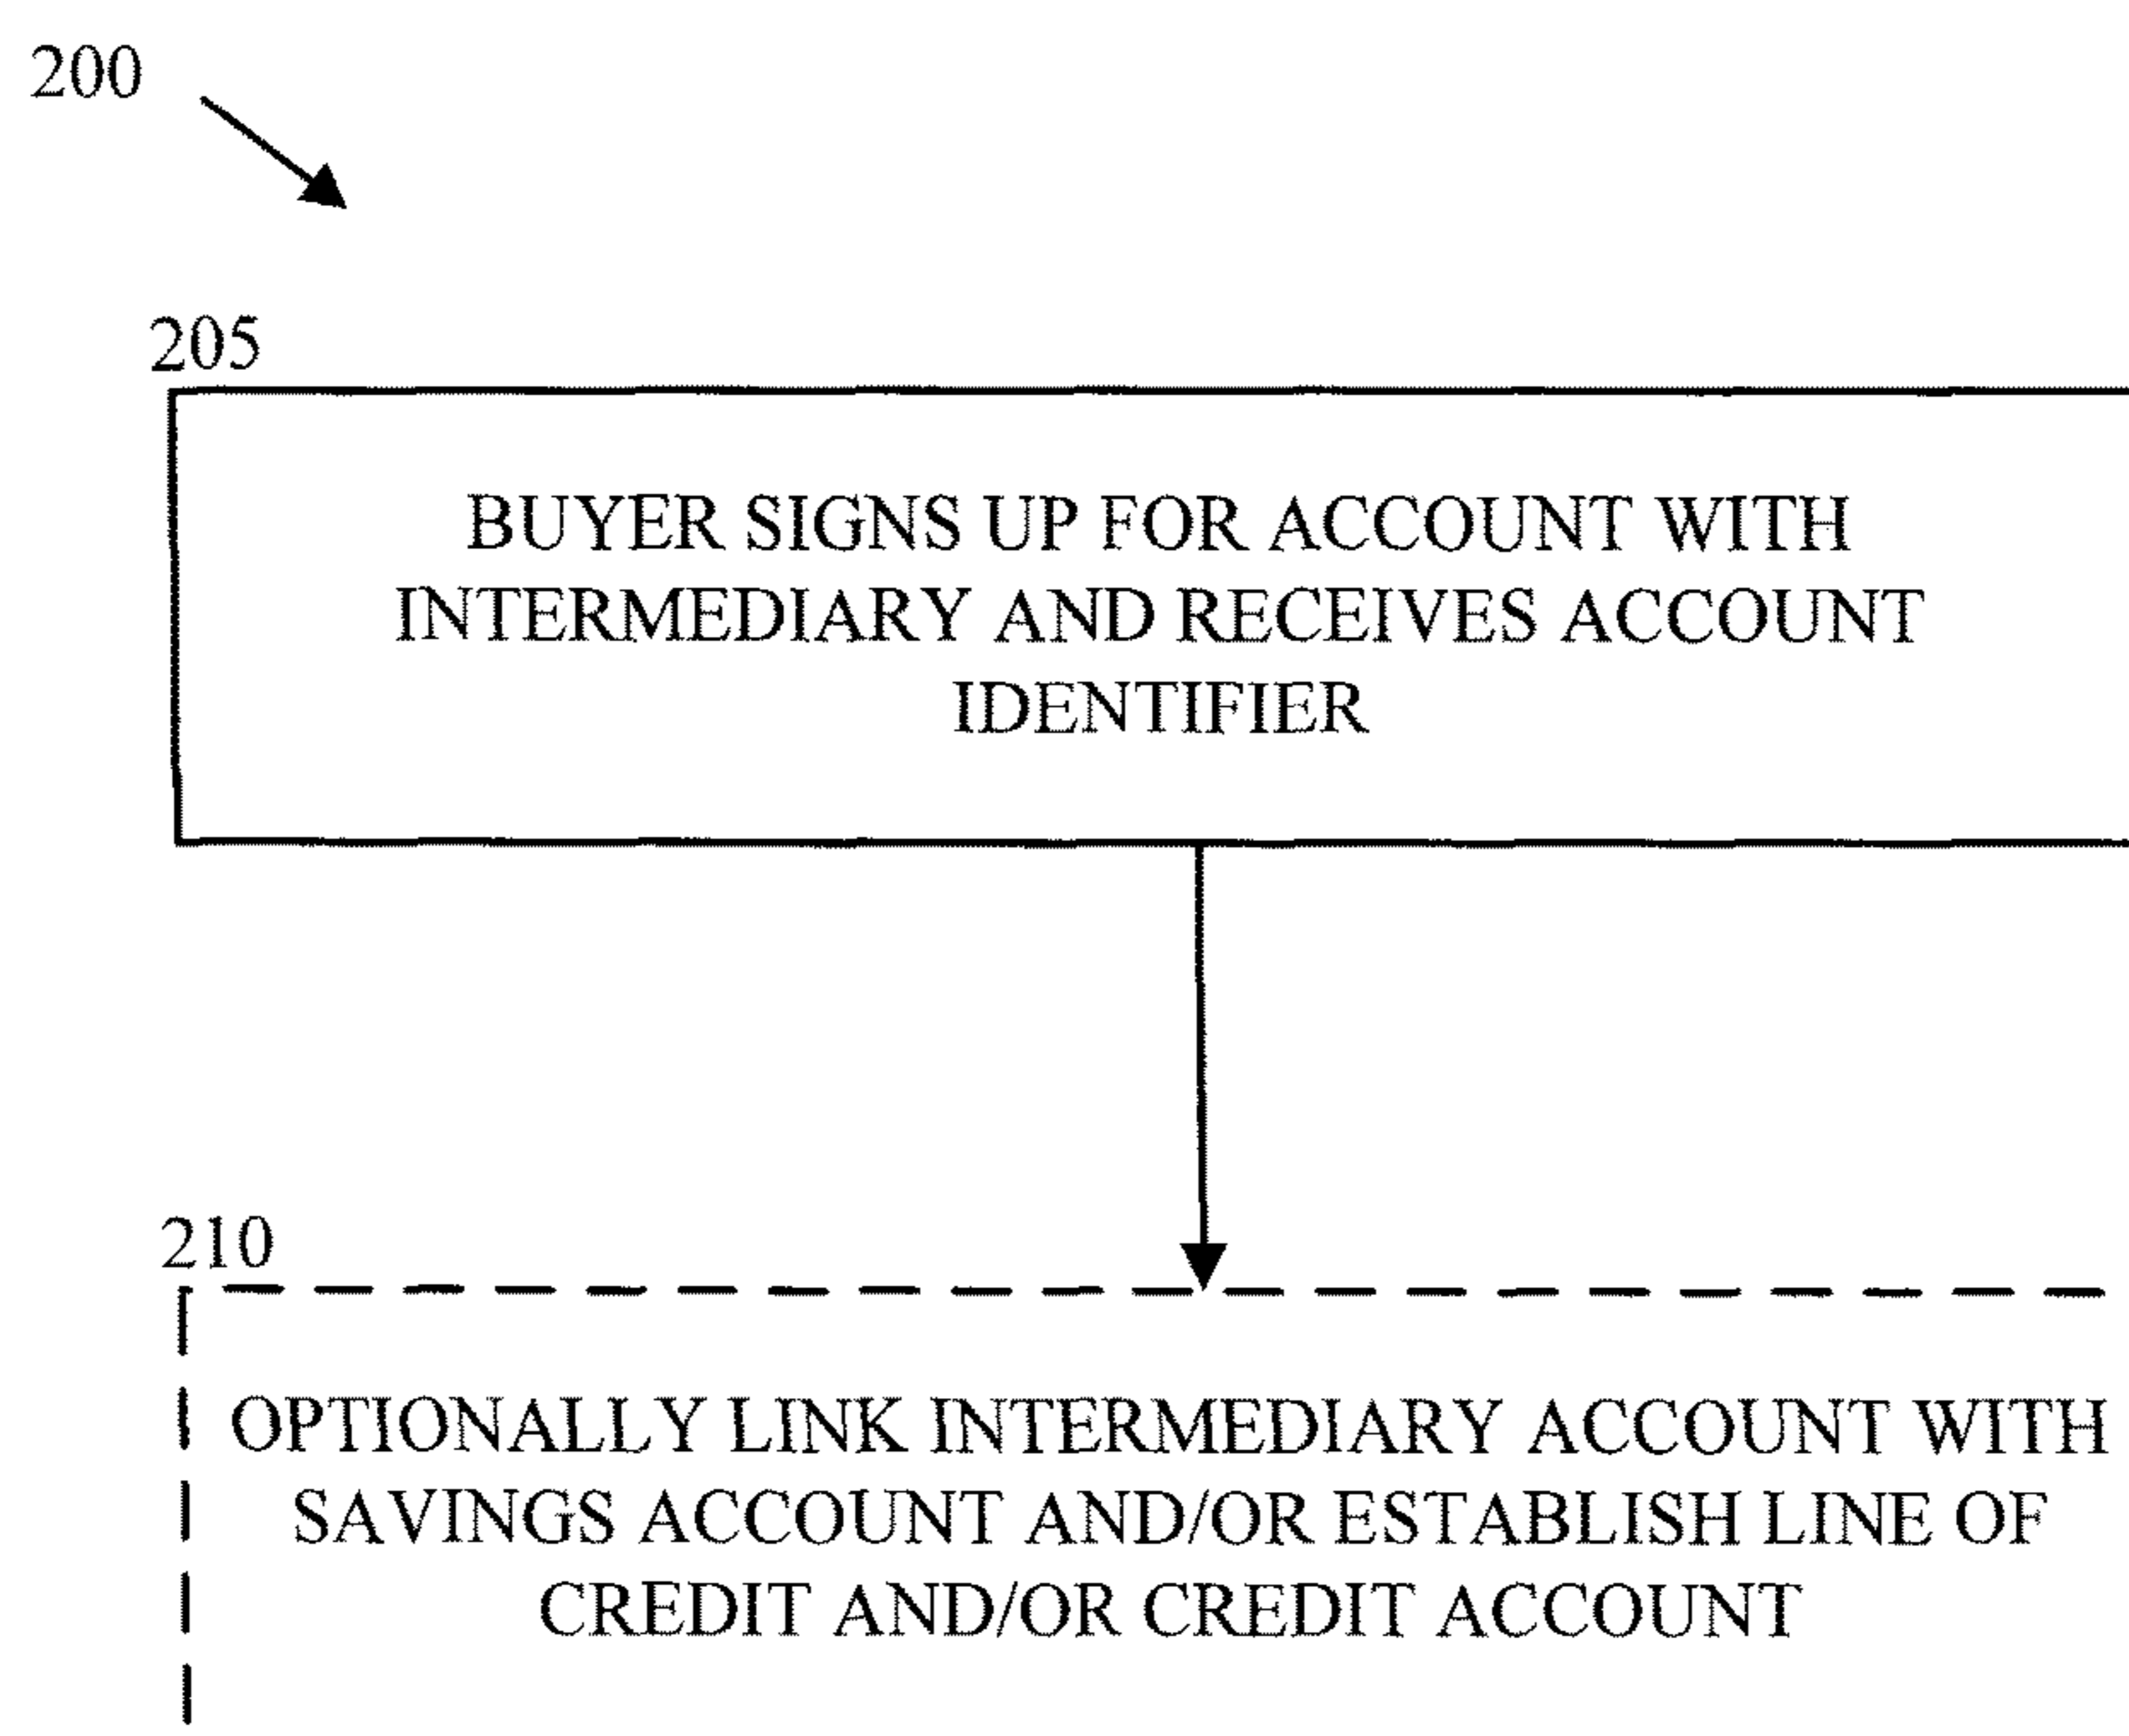 200
205
BUYER SIGNS UP FOR ACCOUNT WITH
INTERMEDIARY AND RECEIVES ACCOUNT
IDENTIFIER
210
OPTIONALLY LINK INTERMEDIARY ACCOUNT WITH
SAVINGS ACCOUNT AND/OR ESTABLISH LINE OF
CREDIT AND/OR CREDIT ACCOUNT